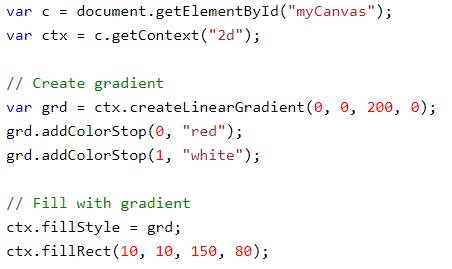 var c = document.getElementById("myCanvas");
var ctx = c.getContext("2d");
// Create gradient
var grd = ctx.createLinearGradient(0, 0, 200, 0);
grd.addColorStop(0, "red");
grd.addColorStop(1, "white");
// Fill with gradient
ctx.fillStyle = grd;
ctx.fillRect(10, 10, 150, 80);